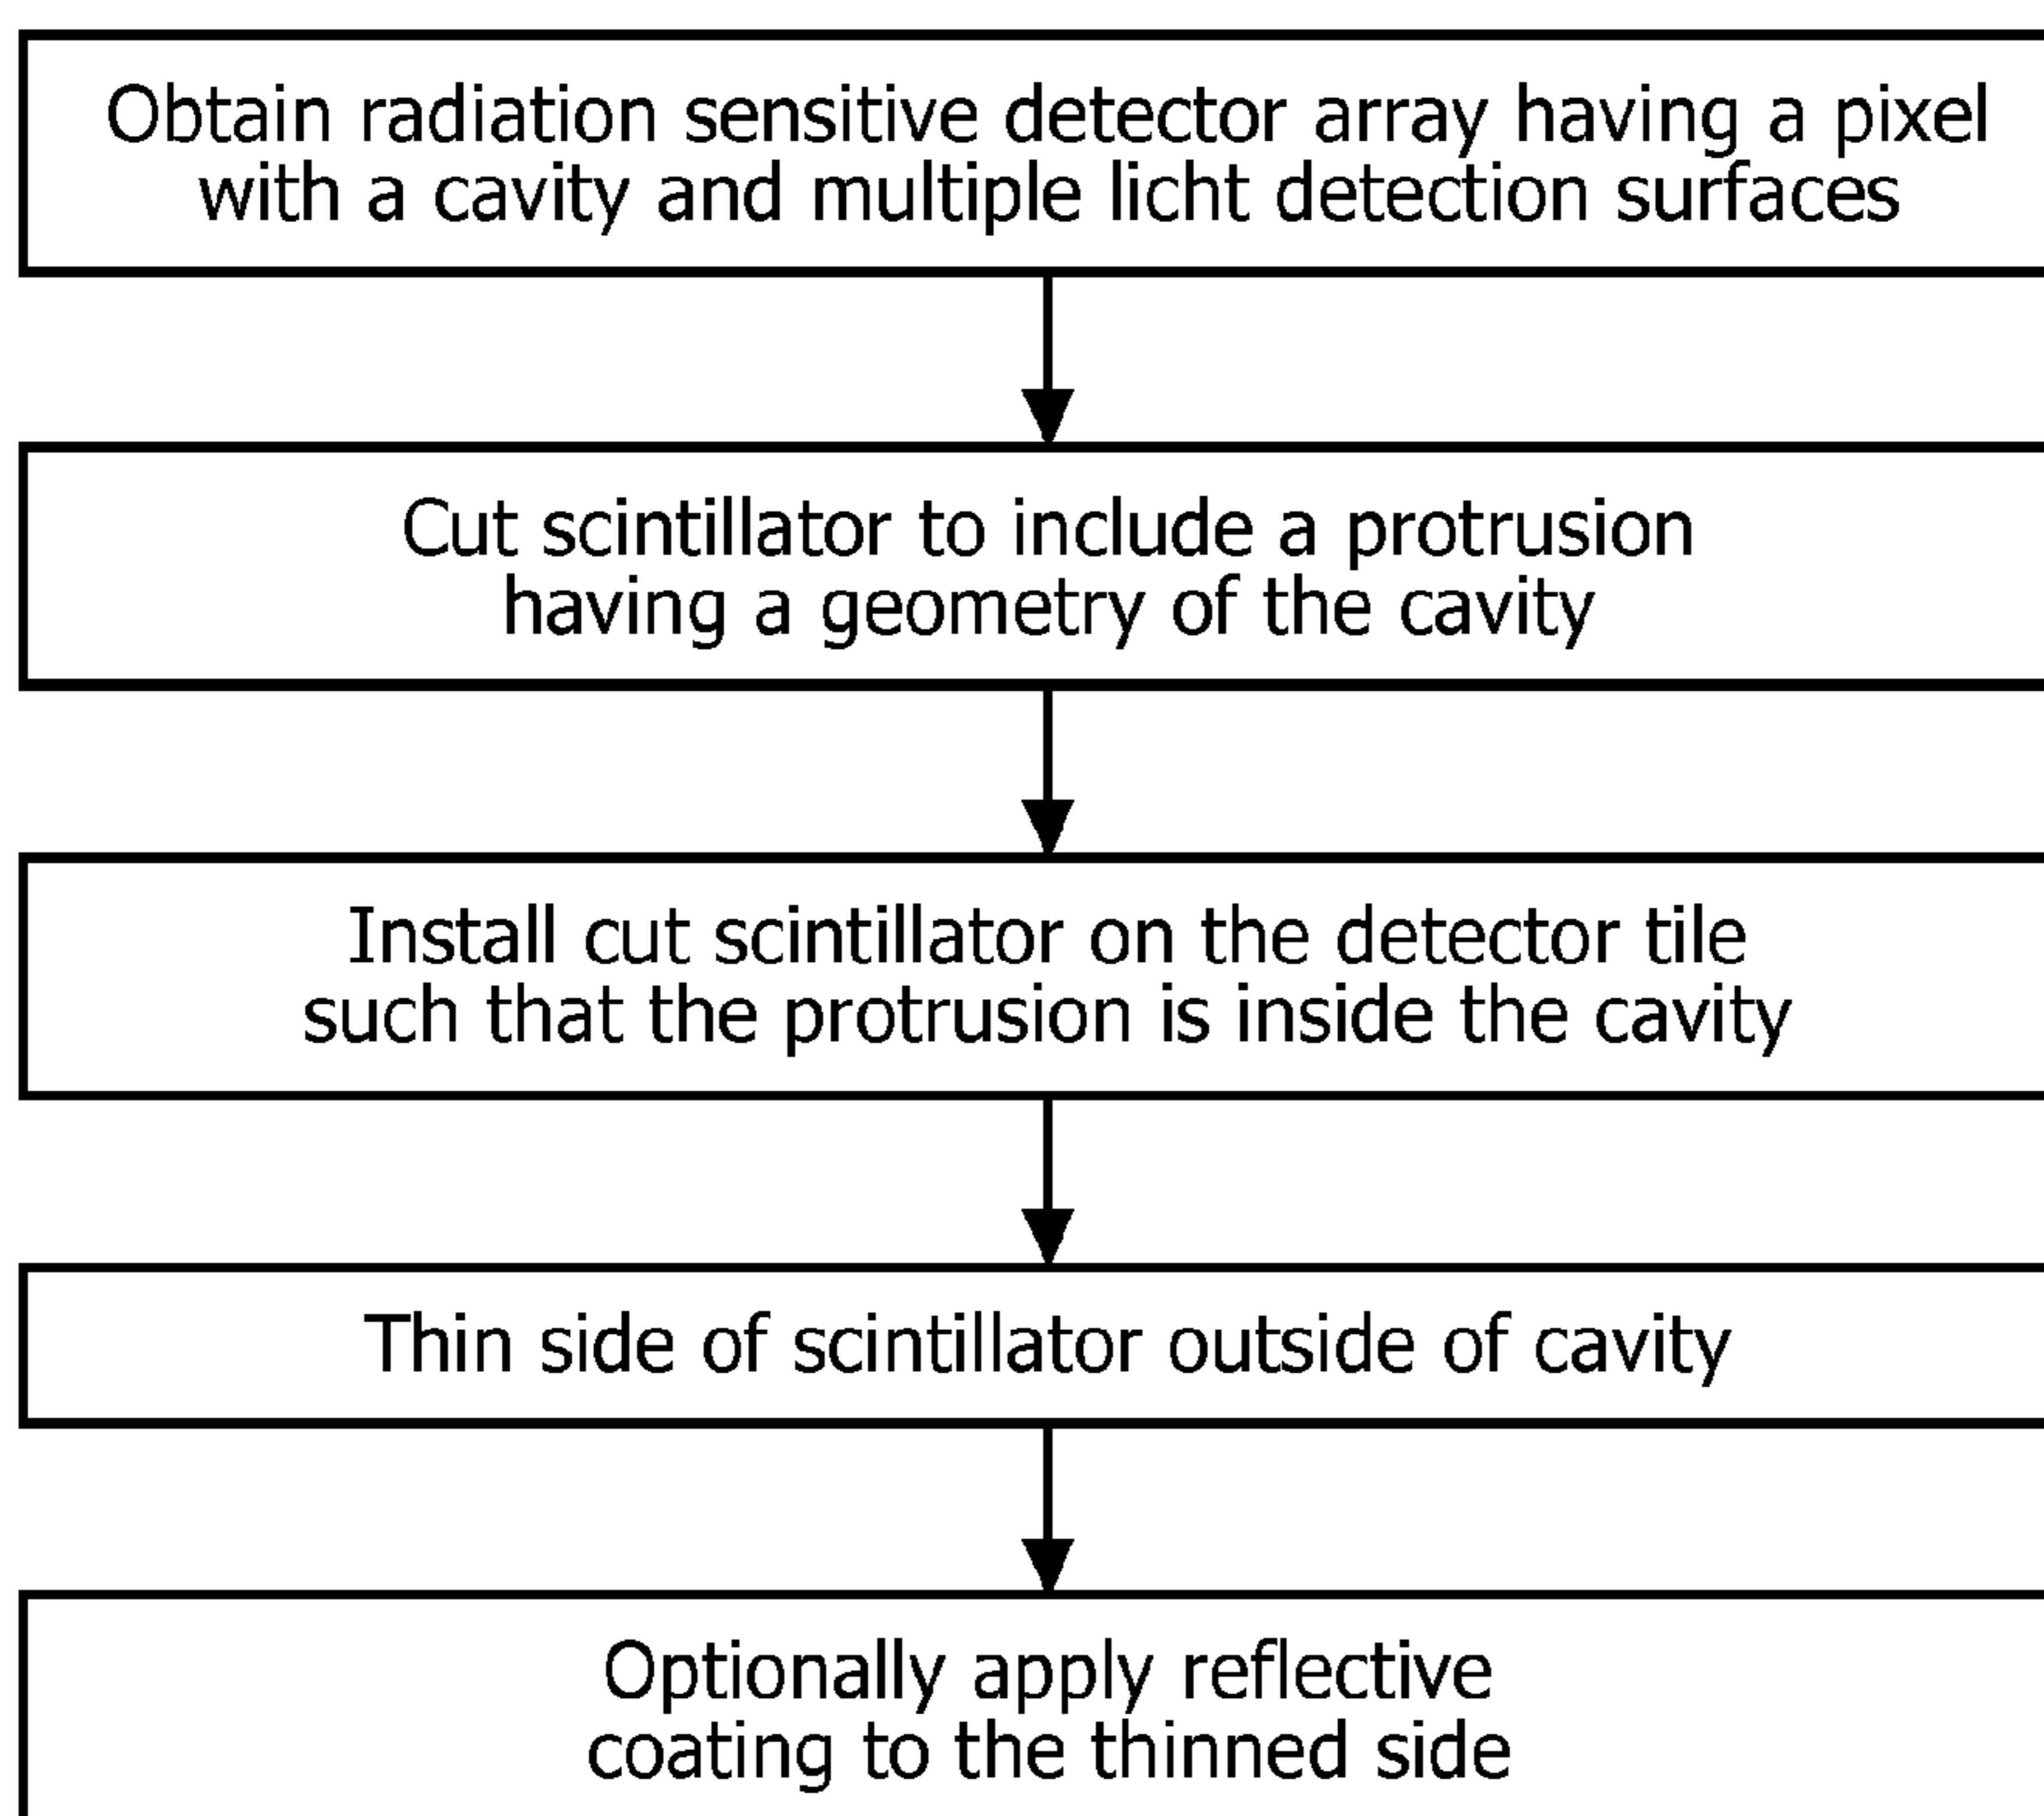 Obtain radiation sensitive detector array having a pixel
with a cavity and multiple licht detection surfaces
Cut scintillator to include a protrusion
having a geometry of the cavity
Install cut scintillator on the detector tile
such that the protrusion is inside the cavity
Thin side of scintillator outside of cavity
Optionally apply reflective
coating to the thinned side